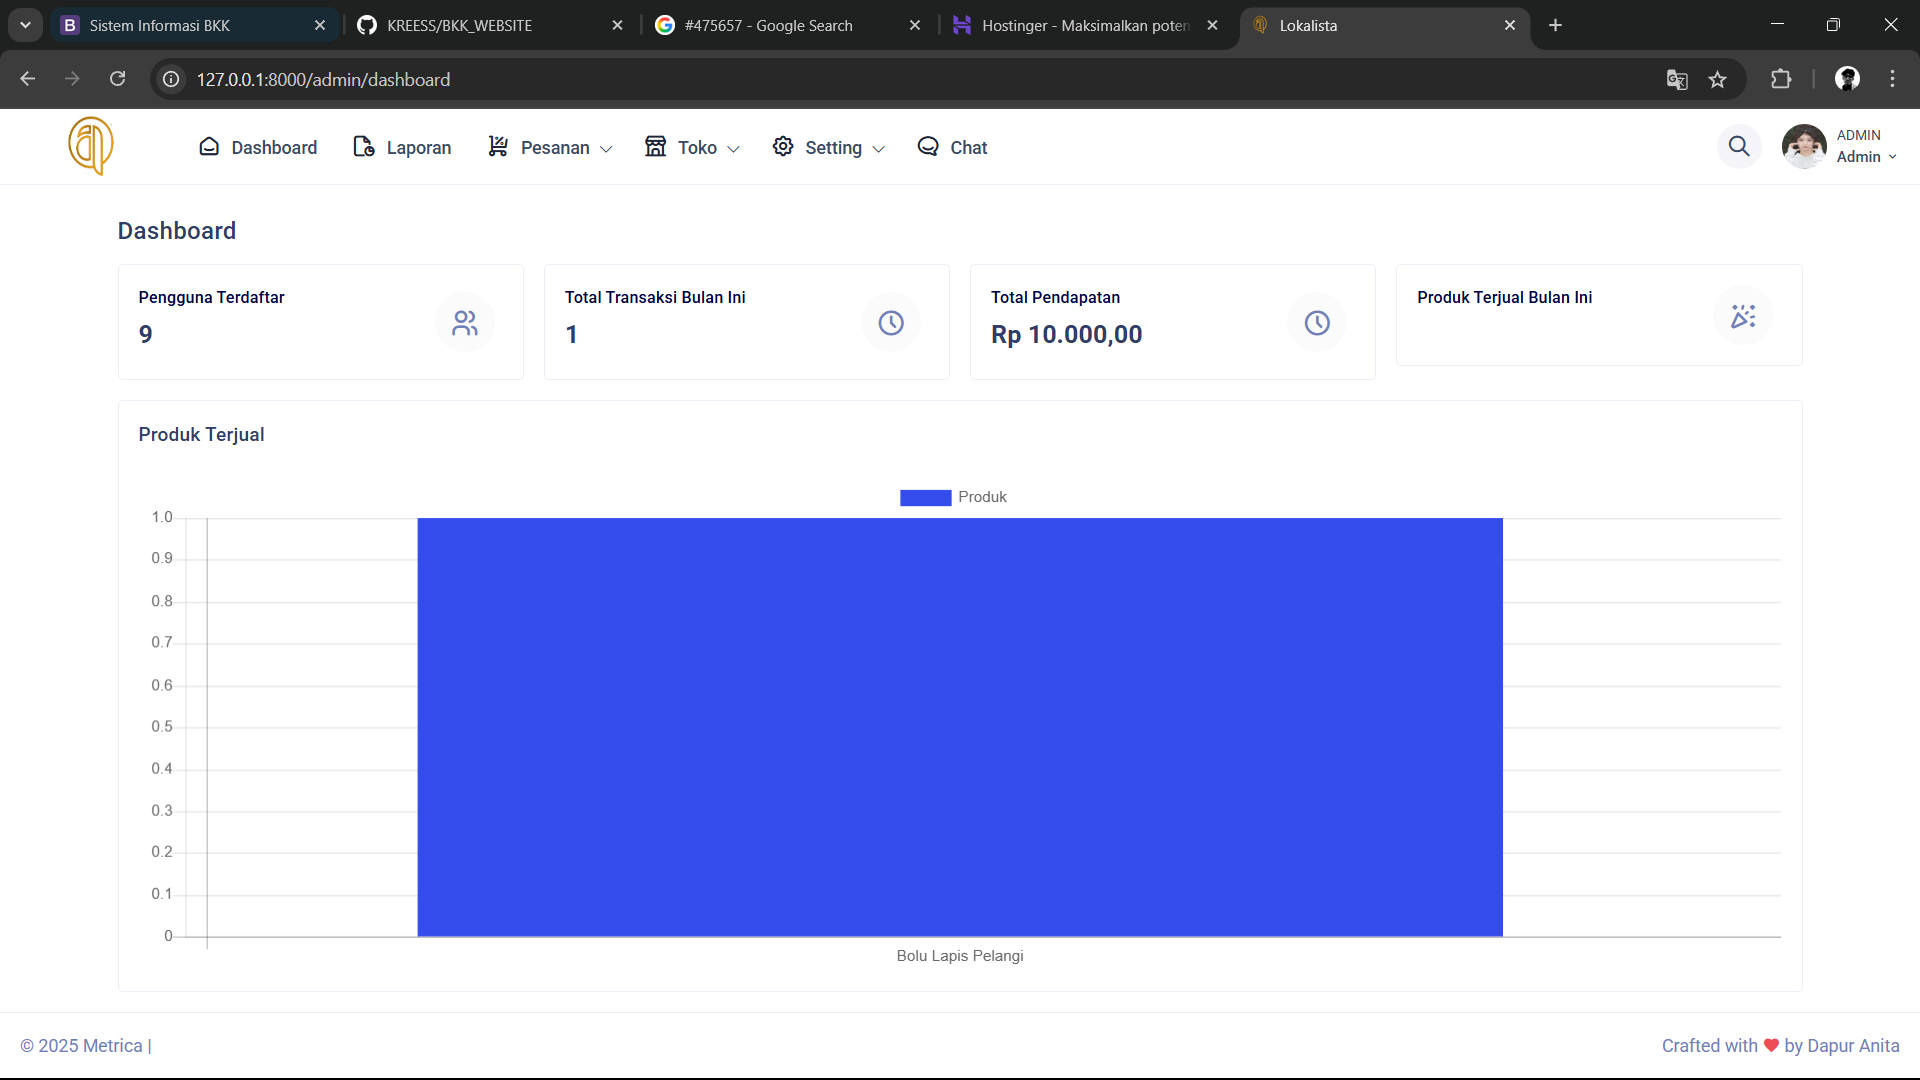 Sistem Informasi BKK
KREESS/BKK_WEBSITE
#475657 - Google Search
Hostinger - Maksimalkan poten
Lokalista
127.0.0.1:8000/admin/dashboard
Dashboard
Laporan
Pesanan
Toko
Setting
Chat
ADMIN
Admin
Dashboard
Pengguna Terdaftar
9
Total Transaksi Bulan Ini
1
Total Pendapatan
Rp 10.000,00
Produk Terjual Bulan Ini
Produk Terjual
Produk
1.0
0.9
0.8
0.7
0.6
0.5
0.4
0.3
0.2
0.1
0
Bolu Lapis Pelangi
© 2025 Metrica |
Crafted with ❤ by Dapur Anita